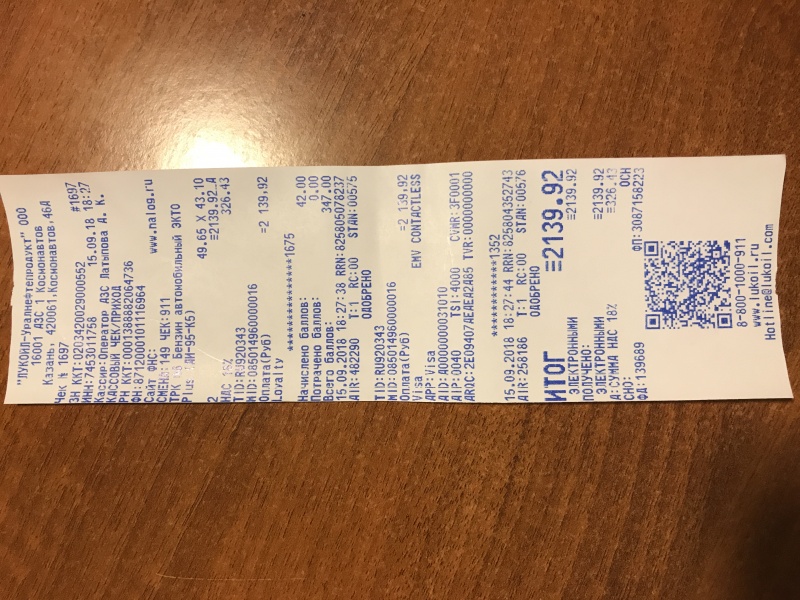 "ЛУКОЙЛ-Уралнефтепродукт" ООО
16001 АЗС "1,Космонавтов
Казань, 420061,Космонавтов,46А
Чек № 1697 #1697
ЗН ККТ:0203420029000552
ИНН:7453011758 15.09.18 18:27
Кассир:Оператор АЗС Латыпова Д. К.
КАССОВЫЙ ЧЕК/ПРИХОД
РН ККТ:0001388882064736
ФН:8712000101116964
Сайт ФНС: www.nalog.ru
СМЕНА:149 ЧЕК:911
ТРК Бензин автомобильный ЭКТО
Plus (АИ-95-К5)
49.65 X 43.10
2 ≡2139.92_А
НДС 18% 326.43
TID:RU920343
MID:085014960000016
Оплата(Руб) =2 139,92
Loyalty
****************1675
Начислено баллов: 42.00
Потрачено баллов: 0.00
Всего баллов: 347.00
15.09.2018 18:27:38 RRN:825805078237
AIR:482290 T:1 RC:00 STAN:00575
ОДОБРЕНО
TID:RU920343
MID:085014960000016
Оплата(Руб) =2 139,92
Visa EMV CONTACTLESS
APP:Visa
AID:A0000000031010
AIP:0040 TSI:4000 CVMR:3F0001
ARQC:2E09407AEAEA2A85 TVR:0000000000
************1352
15.09.2018 18:27:44 RRN:825804352743
AIR:258186 T:1 RC:00 STAN:00576
ОДОБРЕНО
ИТОГ ≡2139.92
ЭЛЕКТРОННЫМИ ≡2139.92
ПОЛУЧЕНО:
ЭЛЕКТРОННЫМИ ≡2139.92
А:СУММА НДС 18% ≡326.43
СНО: ОСН
ФД:139689 ФП:3087158223
8-800-1000-911
www.lukoil.ru
Hotline@lukoil.com